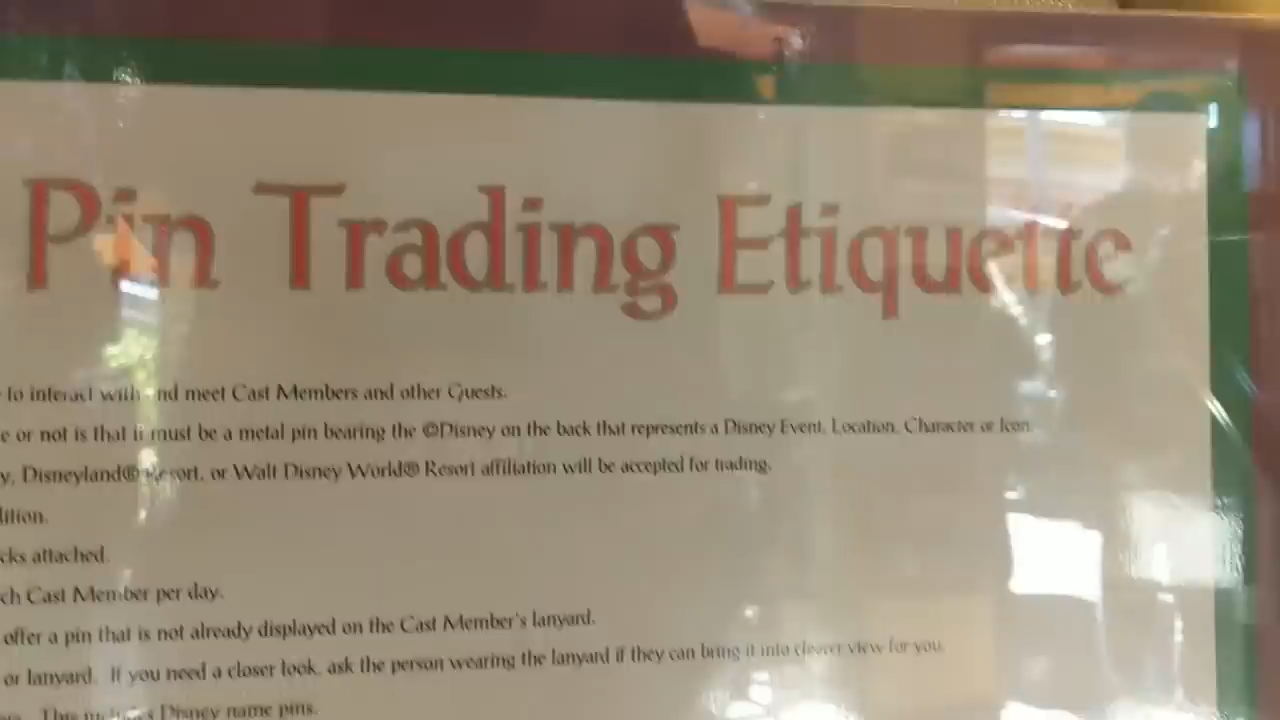 Pin Trading Etiquette
to interact with and meet Cast Members and other Guests.
e or not is that it must be a metal pin bearing the ©Disney on the back that represents a Disney Event, Location, Character or Icon.
y, Disneyland® Resort, or Walt Disney World® Resort affiliation will be accepted for trading.
dition.
cks attached.
ch Cast Member per day.
offer a pin that is not already displayed on the Cast Member's lanyard.
or lanyard. If you need a closer look, ask the person wearing the lanyard if they can bring it into clearer view for you.
This includes Disney name pins.